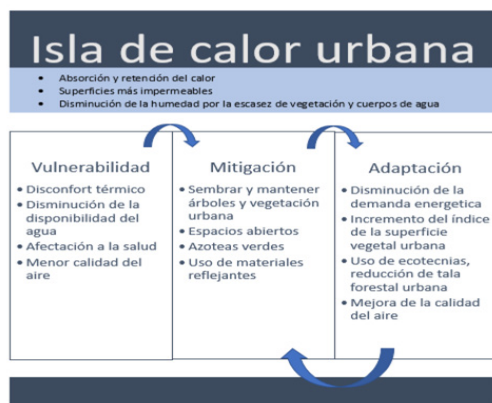 Isla de calor urbana
• Absorción y retención del calor
• Superficies más impermeables
• Disminución de la humedad por la escasez de vegetación y cuerpos de agua
Vulnerabilidad
• Disconfort térmico
• Disminución de la
disponibilidad del
agua
• Afectación a la salud
• Menor calidad del
aire
Mitigación
• Sembrar y mantener
árboles y vegetación
urbana
• Espacios abiertos
• Azoteas verdes
• Uso de materiales
reflejantes
Adaptación
• Disminución de la
demanda energetica
• Incremento del índice
de la superficie
vegetal urbana
• Uso de ecotecnias,
reducción de tala
forestal urbana
• Mejora de la calidad
del aire